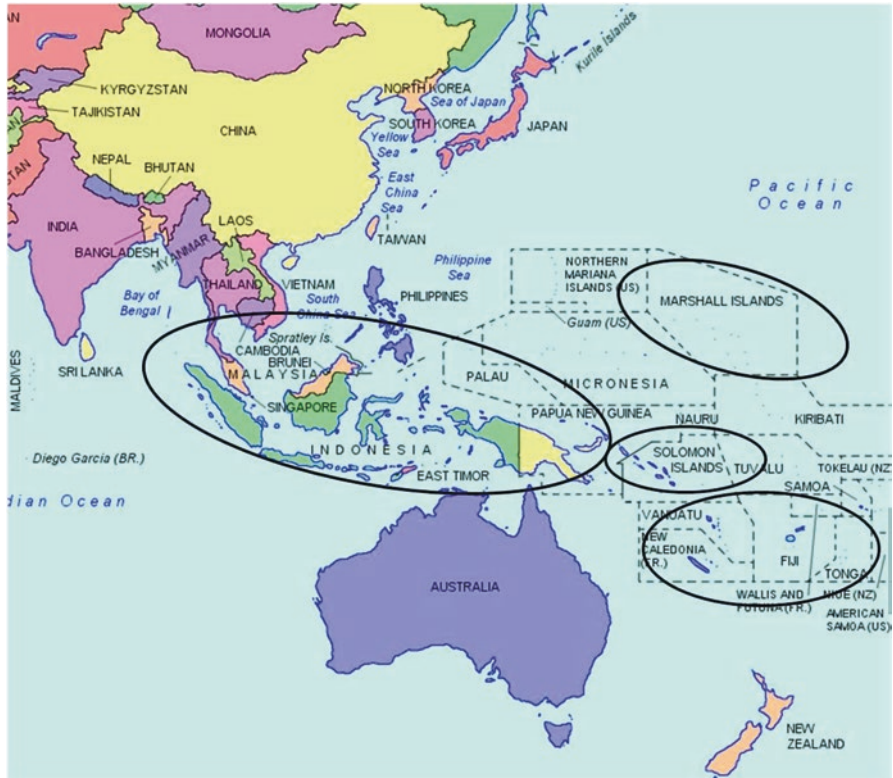 AN
MONGOLIA
Kurile Islands
KYRGYZSTAN
TAJIKISTAN
AN
STAN
NORTH KOREA
Sea of Japan
SOUTH KOREA
JAPAN
CHINA
Yellow
Sea
NEPAL
BHUTAN
East
China
Sea
Pacific
Ocean
INDIA
LAOS
TAIWAN
BANGLADESH
MYANMAR
Philippine
Sea
NORTHERN
MARIANA
ISLANDS (US)
THAILAND
VIETNAM
Bay of
Bengal
South
China Sea
PHILIPPINES
MARSHALL ISLANDS
Guam (US)
Spratley Is.
CAMBODIA
BRUNEI
MALDIVES
SRI LANKA
MALAYSIA
PALAU
MICRONESIA
SINGAPORE
PAPUA NEW GUINEA
NAURU
KIRIBATI
INDONESIA
Diego Garcia (BR.)
SOLOMON
ISLANDS
TUVALU
TOKELAU (NZ)
EAST TIMOR
SAMOA
dian Ocean
VANUATU
NEW
CALEDONIA
(FR.)
FIJI
TONGA
AUSTRALIA
WALLIS AND
FUTUNA (FR.)
NIUE (NZ)
AMERICAN
SAMOA (US)
NEW
ZEALAND